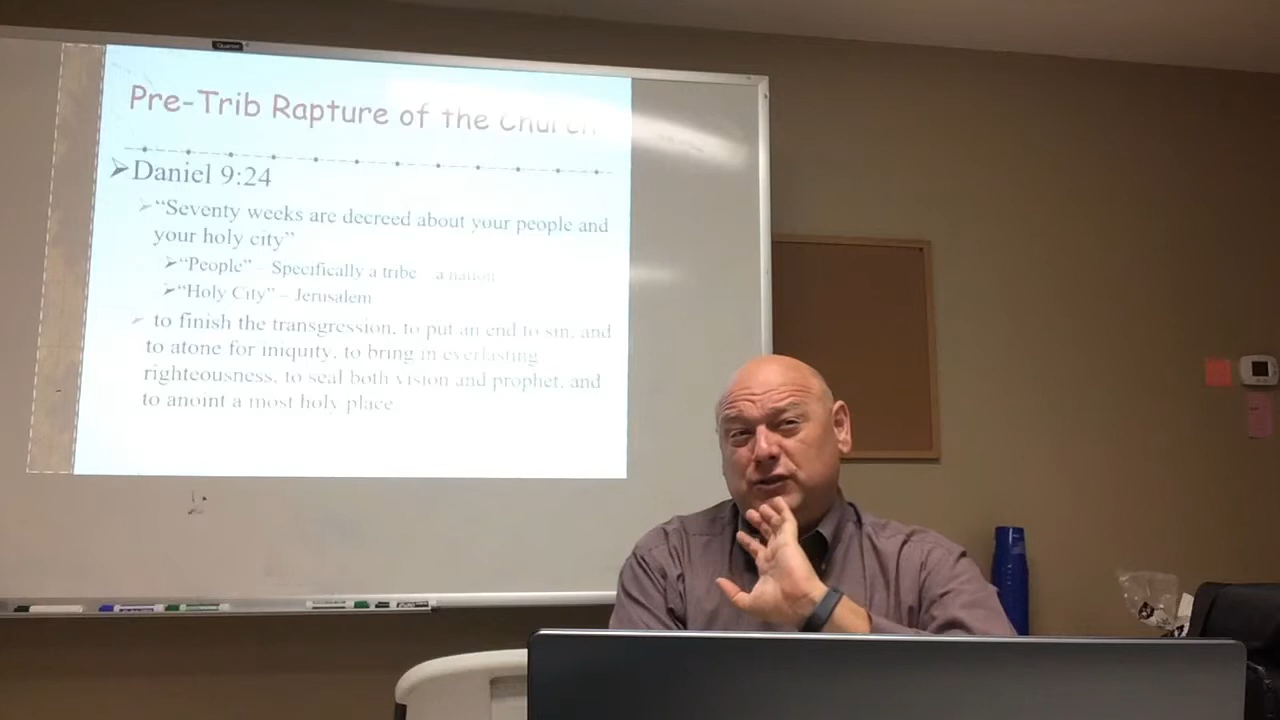 Quartet
Pre-Trib Rapture of the Church
Daniel 9:24
“Seventy weeks are decreed about your people and
your holy city”
“People” – Specifically a tribe – a nation
“Holy City” – Jerusalem
to finish the transgression, to put an end to sin, and
to atone for iniquity, to bring in everlasting
righteousness, to seal both vision and prophet, and
to anoint a most holy place